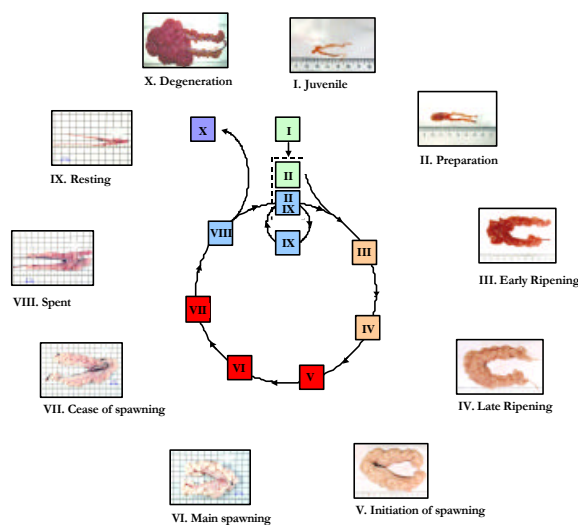 X. Degeneration
I. Juvenile
II. Preparation
IX. Resting
X
I
II
II
IX
IX
VIII
III
III. Early Ripening
VIII. Spent
VII
IV
VII. Cease of spawning
VI
V
IV. Late Ripening
VI. Main spawning
V. Initiation of spawning